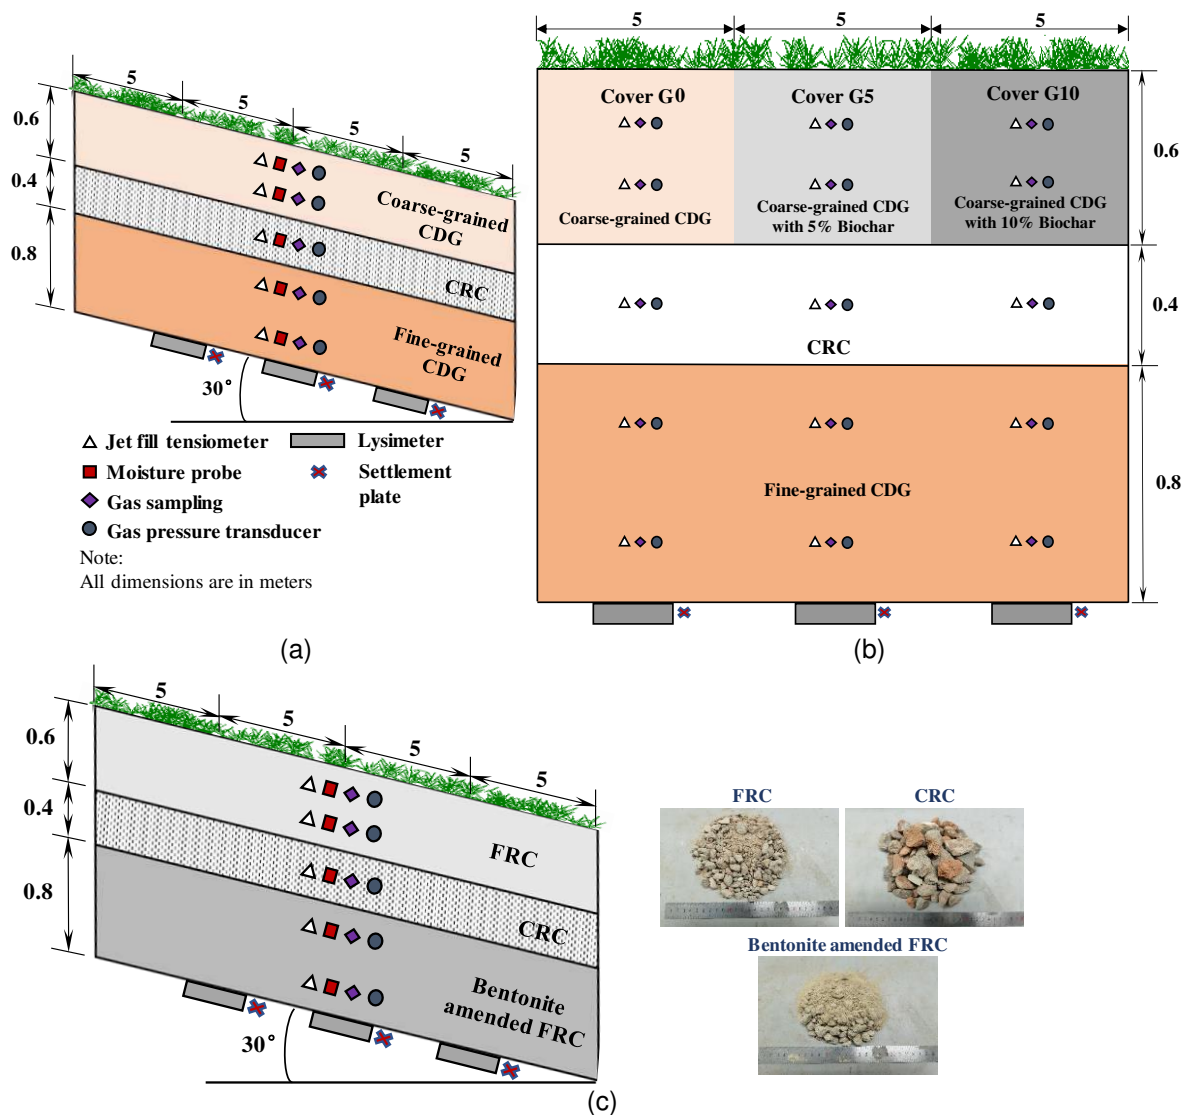 5
5
5
5
0.6
0.4
0.8
Coarse-grained
CDG
CRC
Fine-grained
CDG
30°
Jet fill tensiometer
Lysimeter
Moisture probe
Settlement
plate
Gas sampling
Gas pressure transducer
Note:
All dimensions are in meters
(a)
5
5
5
Cover G0
Cover G5
Cover G10
Coarse-grained CDG
Coarse-grained CDG
with 5% Biochar
Coarse-grained CDG
with 10% Biochar
CRC
Fine-grained CDG
0.6
0.4
0.8
(b)
5
5
5
5
0.6
0.4
0.8
FRC
CRC
Bentonite
amended FRC
30°
FRC
CRC
Bentonite amended FRC
(c)